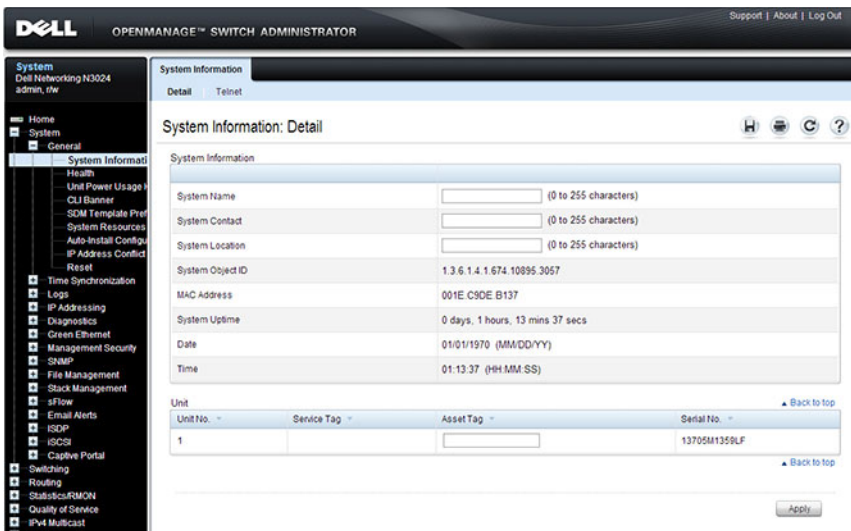 Support | About | Log Out
DELL
OPENMANAGE™ SWITCH ADMINISTRATOR
System
Dell Networking N3024
admin, r/w
System Information
Detail
Telnet
Home
System
General
System Informati
Health
Unit Power Usage H
CLI Banner
SDM Template Pref
System Resources
Auto-Install Configu
IP Address Conflict
Reset
Time Synchronization
Logs
IP Addressing
Diagnostics
Green Ethernet
Management Security
SNMP
File Management
Stack Management
sFlow
Email Alerts
ISDP
iSCSI
Captive Portal
Switching
Routing
Statistics/RMON
Quality of Service
IPv4 Multicast
System Information: Detail
System Information
System Name (0 to 255 characters)
System Contact (0 to 255 characters)
System Location (0 to 255 characters)
System Object ID 1.3.6.1.4.1.674.10895.3057
MAC Address 001E.C9DE.B137
System Uptime 0 days, 1 hours, 13 mins 37 secs
Date 01/01/1970 (MM/DD/YY)
Time 01:13:37 (HH:MM:SS)
Unit
Back to top
Unit No. Service Tag Asset Tag Serial No.
1 13705M1359LF
Back to top
Apply